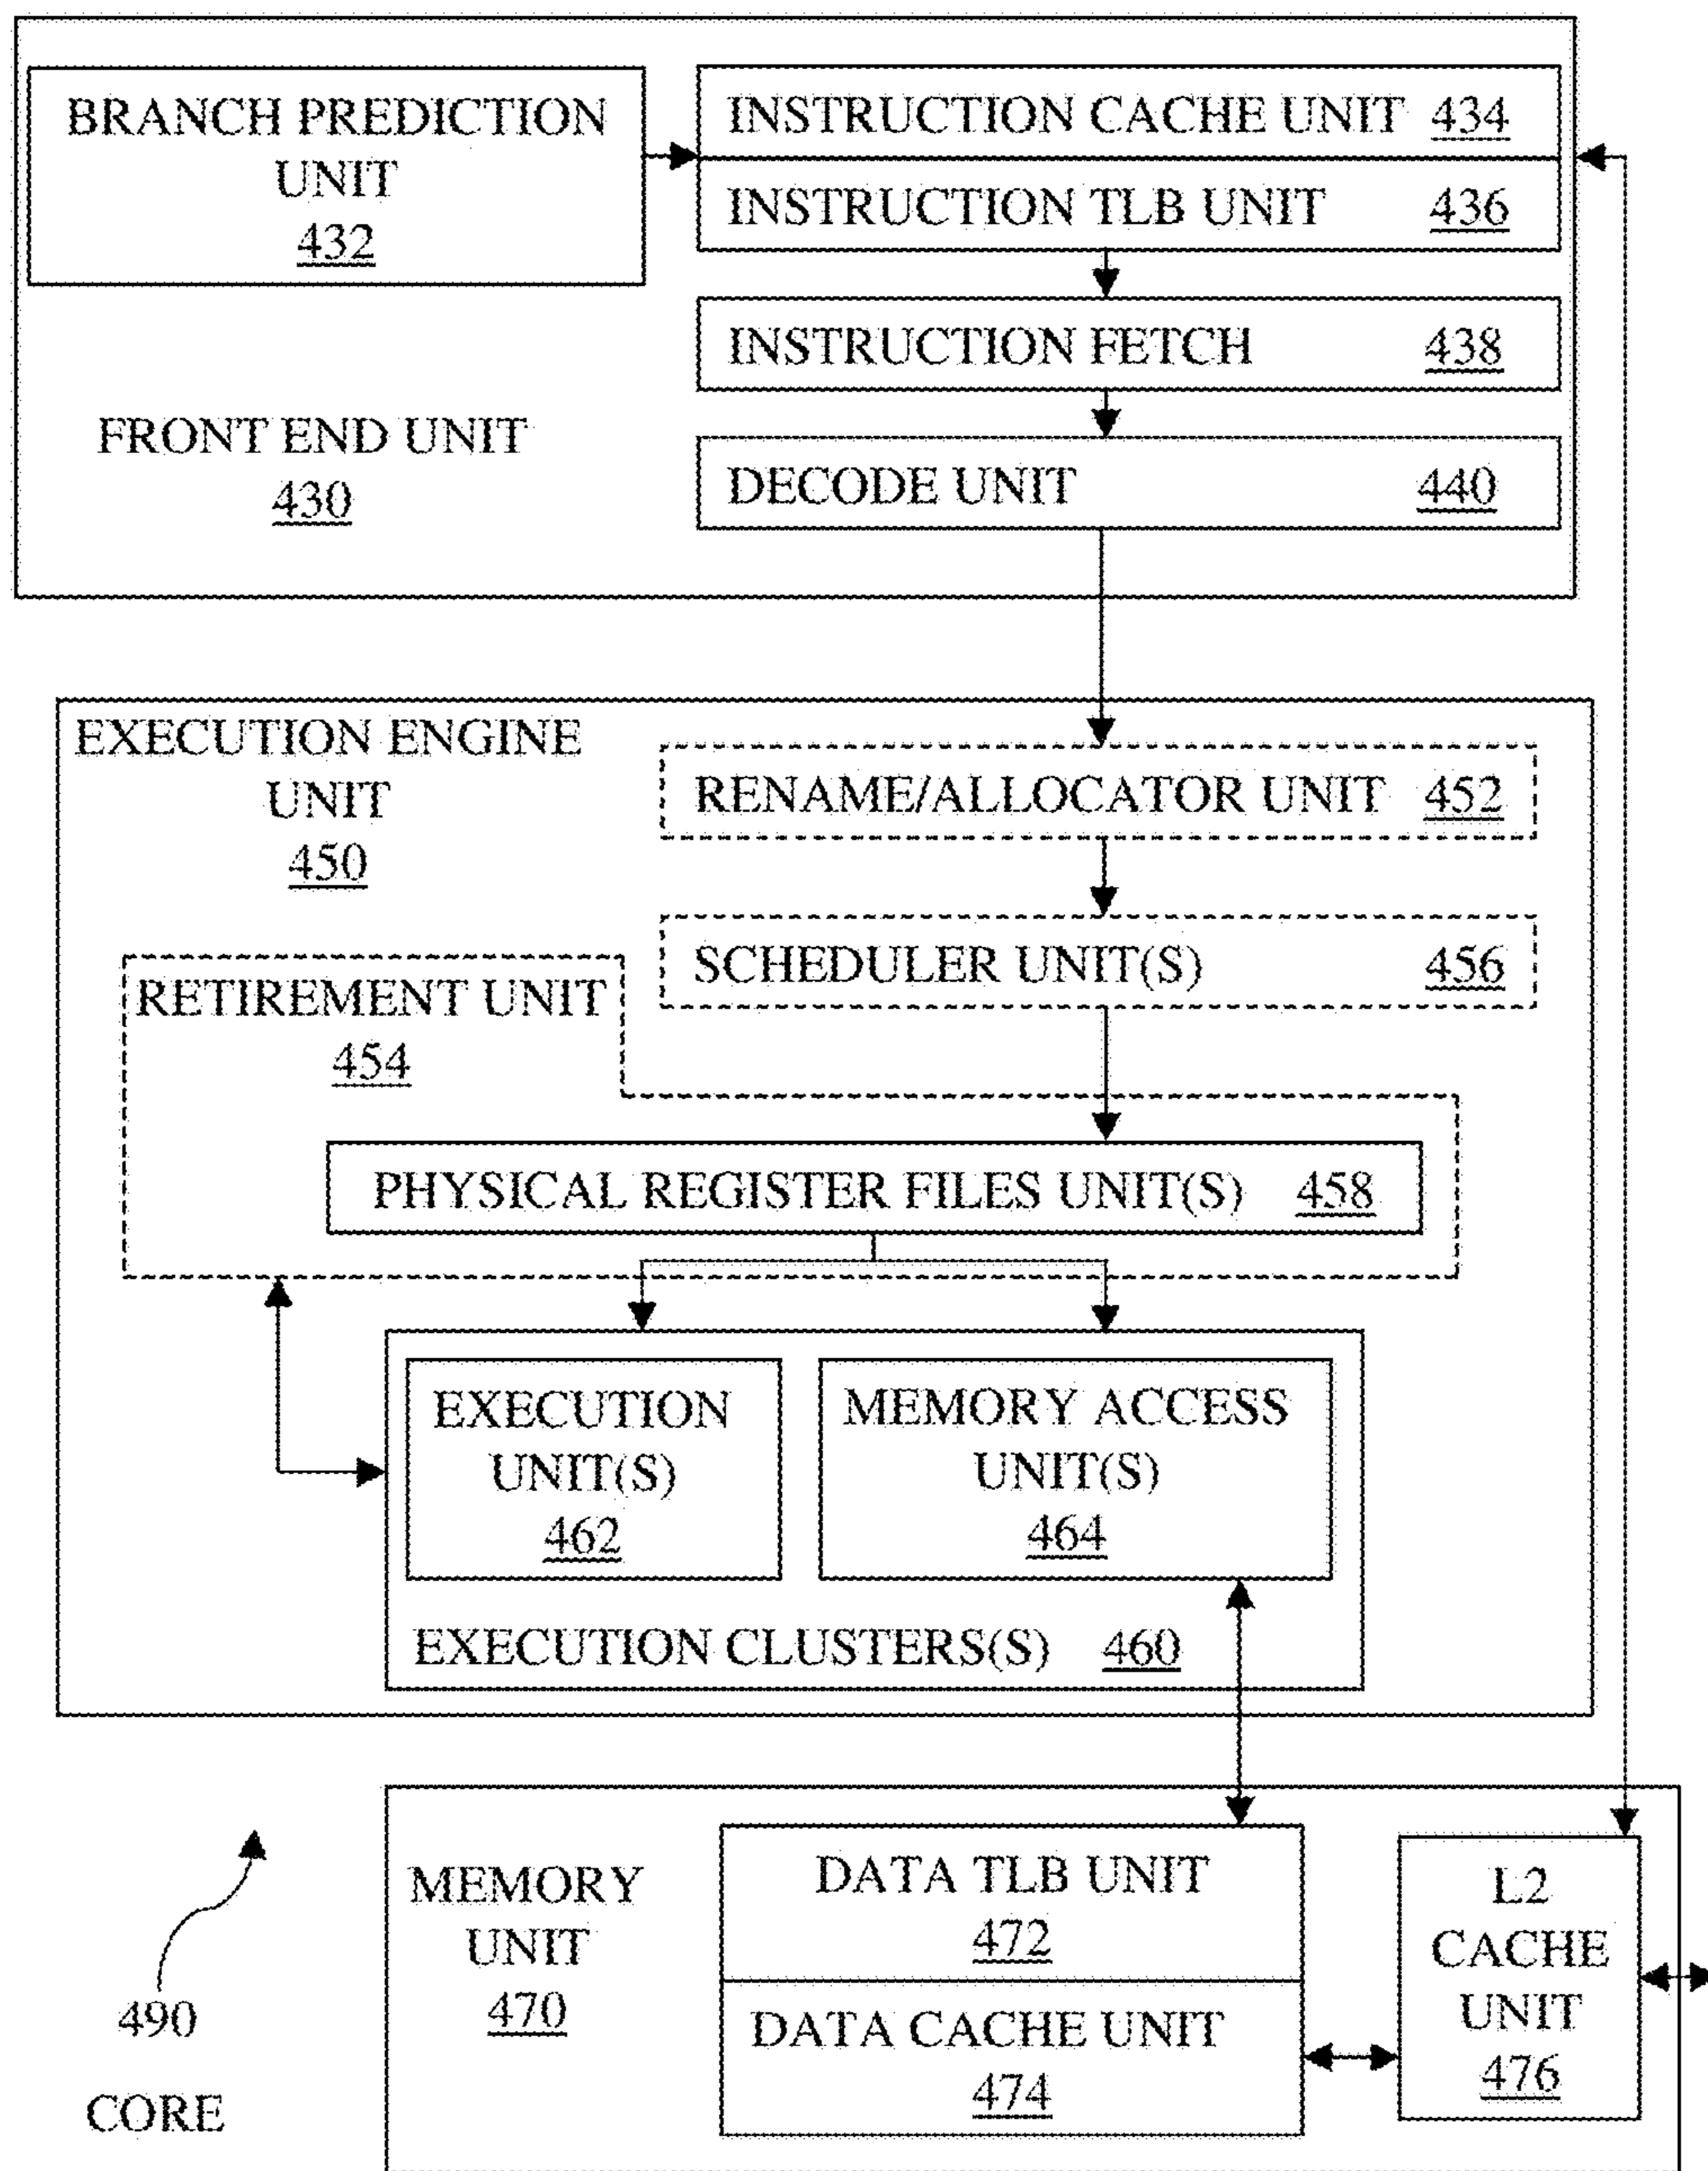 BRANCH PREDICTION
UNIT
432
INSTRUCTION CACHE UNIT 434
INSTRUCTION TLB UNIT 436
INSTRUCTION FETCH 438
FRONT END UNIT
430
DECODE UNIT 440
EXECUTION ENGINE
UNIT
450
RENAME/ALLOCATOR UNIT 452
SCHEDULER UNIT(S) 456
RETIREMENT UNIT
454
PHYSICAL REGISTER FILES UNIT(S) 458
EXECUTION
UNIT(S)
462
MEMORY ACCESS
UNIT(S)
464
EXECUTION CLUSTERS(S) 460
MEMORY
UNIT
470
DATA TLB UNIT
472
DATA CACHE UNIT
474
L2
CACHE
UNIT
476
490
CORE